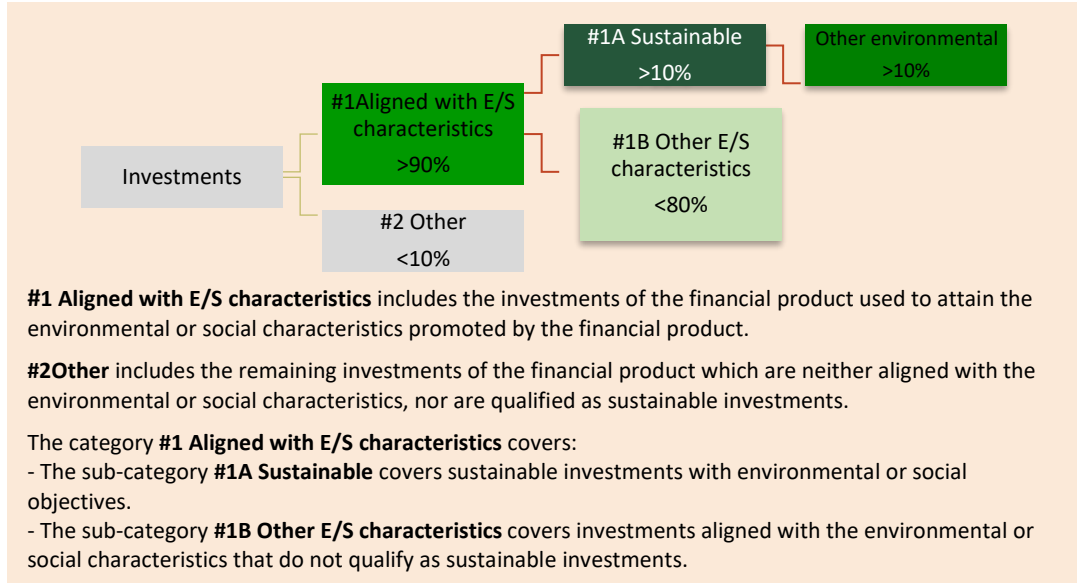 #1A Sustainable
>10%
Other environmental
>10%
#1Aligned with E/S
characteristics
>90%
#1B Other E/S
characteristics
<80%
Investments
#2 Other
<10%
#1 Aligned with E/S characteristics includes the investments of the financial product used to attain the
environmental or social characteristics promoted by the financial product.
#2Other includes the remaining investments of the financial product which are neither aligned with the
environmental or social characteristics, nor are qualified as sustainable investments.
The category #1 Aligned with E/S characteristics covers:
- The sub-category #1A Sustainable covers sustainable investments with environmental or social
objectives.
- The sub-category #1B Other E/S characteristics covers investments aligned with the environmental or
social characteristics that do not qualify as sustainable investments.